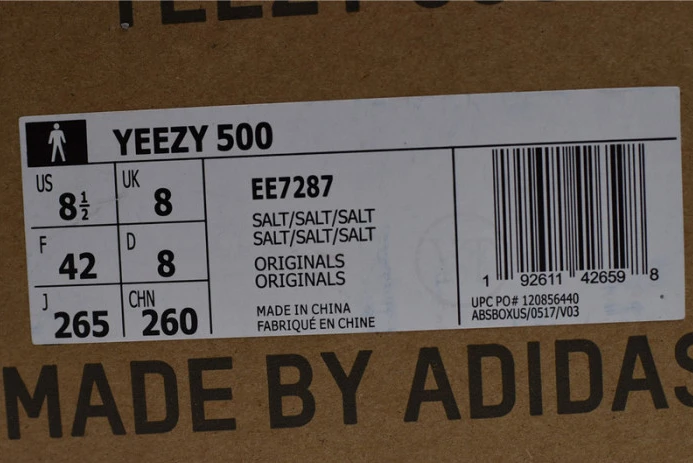 YEEZY 500
US 8½ UK 8
F 42 D 8
J 265 CHN 260
EE7287
SALT/SALT/SALT
SALT/SALT/SALT
ORIGINALS
ORIGINALS
MADE IN CHINA
FABRIQUÉ EN CHINE
1 92611 42659 8
UPC PO# 120856440
ABSBOXUS/0517/V03
MADE BY ADIDAS